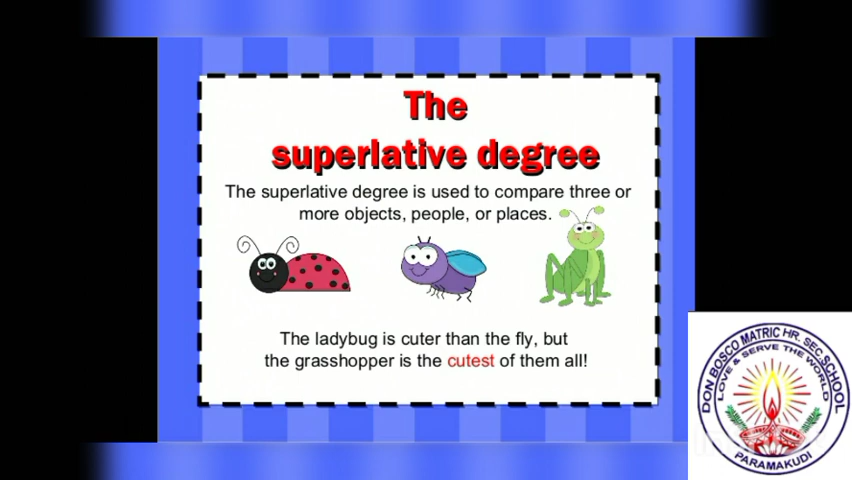 The
superlative degree
The superlative degree is used to compare three or
more objects, people, or places.
The ladybug is cuter than the fly, but
the grasshopper is the cutest of them all!
DON BOSCO MATRIC HR. SEC. SCHOOL
LOVE & SERVE THE WORLD
PARAMAKUDI